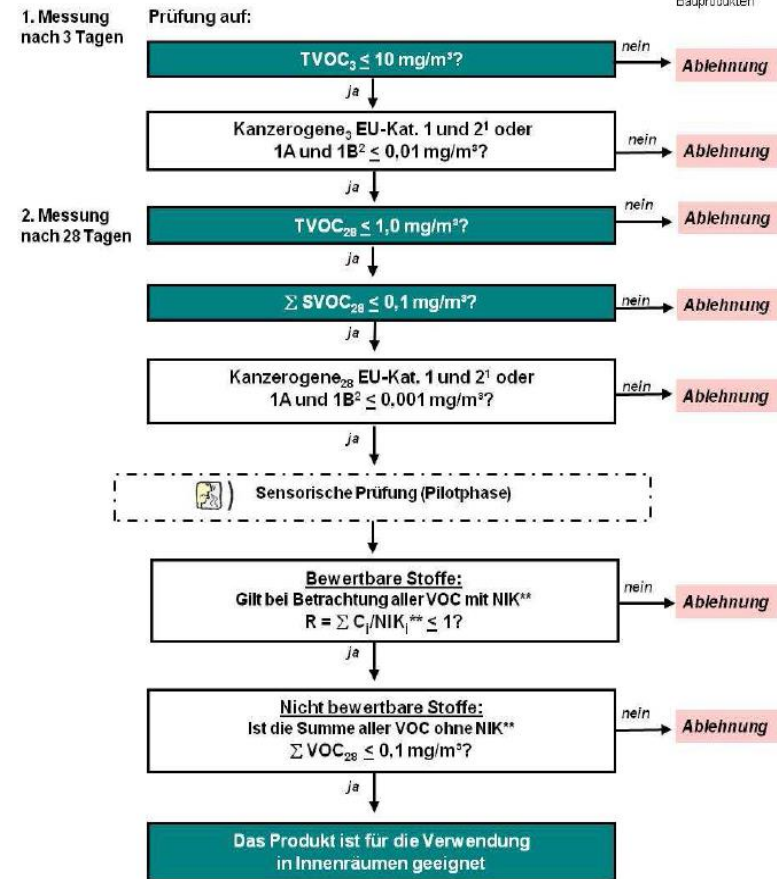 Bauprodukten
1. Messung
nach 3 Tagen
Prüfung auf:
TVOC₃ ≤ 10 mg/m³?
nein
Ablehnung
ja
Kanzerogene₃ EU-Kat. 1 und 2¹ oder
1A und 1B² ≤ 0,01 mg/m³?
nein
Ablehnung
ja
2. Messung
nach 28 Tagen
TVOC₂₈ ≤ 1,0 mg/m³?
nein
Ablehnung
ja
Σ SVOC₂₈ ≤ 0,1 mg/m³?
nein
Ablehnung
ja
Kanzerogene₂₈ EU-Kat. 1 und 2¹ oder
1A und 1B² ≤ 0,001 mg/m³?
nein
Ablehnung
ja
Sensorische Prüfung (Pilotphase)
Bewertbare Stoffe:
Gilt bei Betrachtung aller VOC mit NIK**
R = Σ Cᵢ/NIKᵢ** ≤ 1?
nein
Ablehnung
ja
Nicht bewertbare Stoffe:
Ist die Summe aller VOC ohne NIK**
Σ VOC₂₈ ≤ 0,1 mg/m³?
nein
Ablehnung
ja
Das Produkt ist für die Verwendung
in Innenräumen geeignet